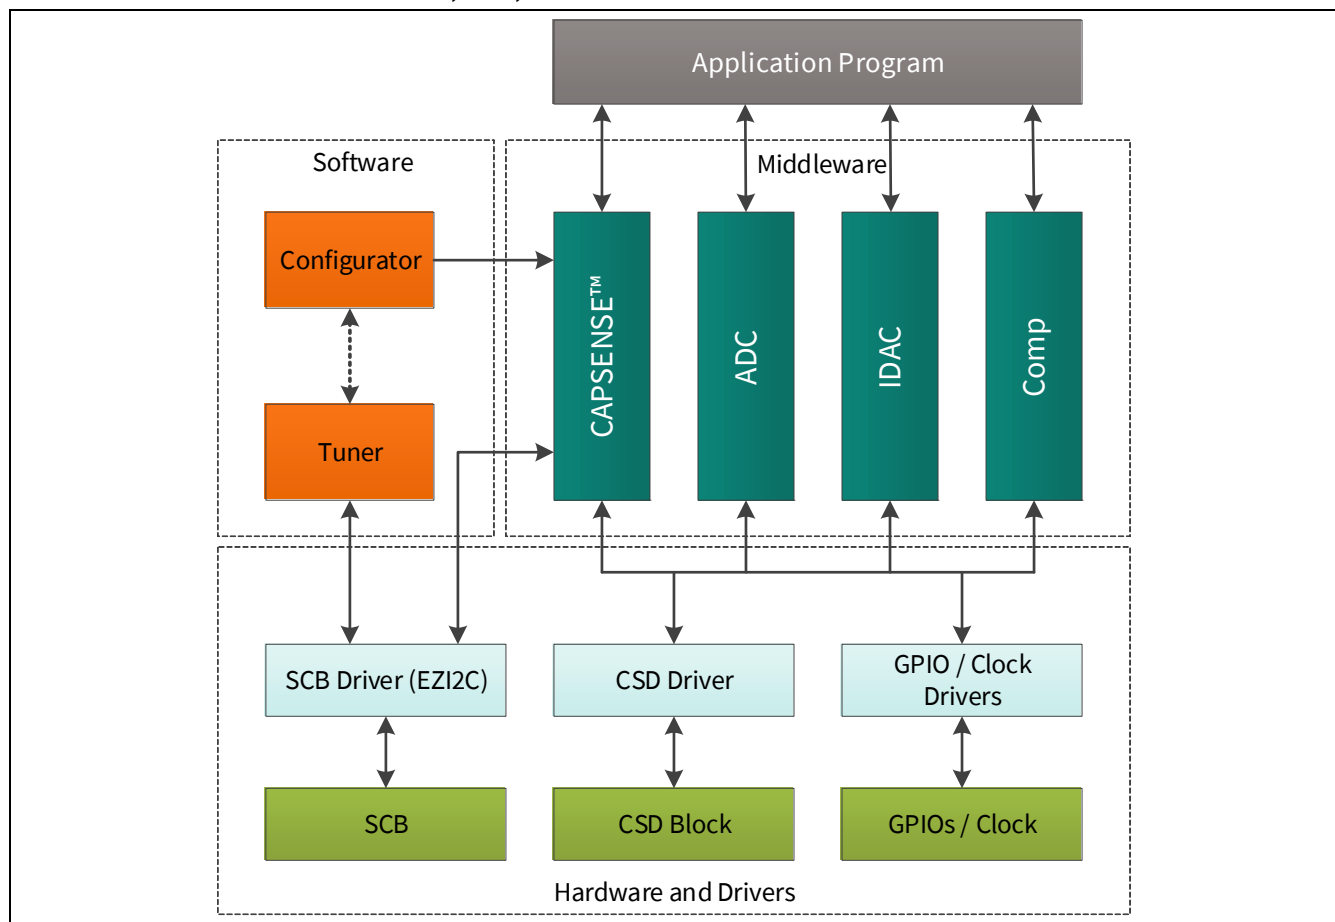 Application Program
Software
Middleware
Configurator
Tuner
CAPSENSE™
ADC
IDAC
Comp
SCB Driver (EZI2C)
CSD Driver
GPIO / Clock
Drivers
SCB
CSD Block
GPIOs / Clock
Hardware and Drivers